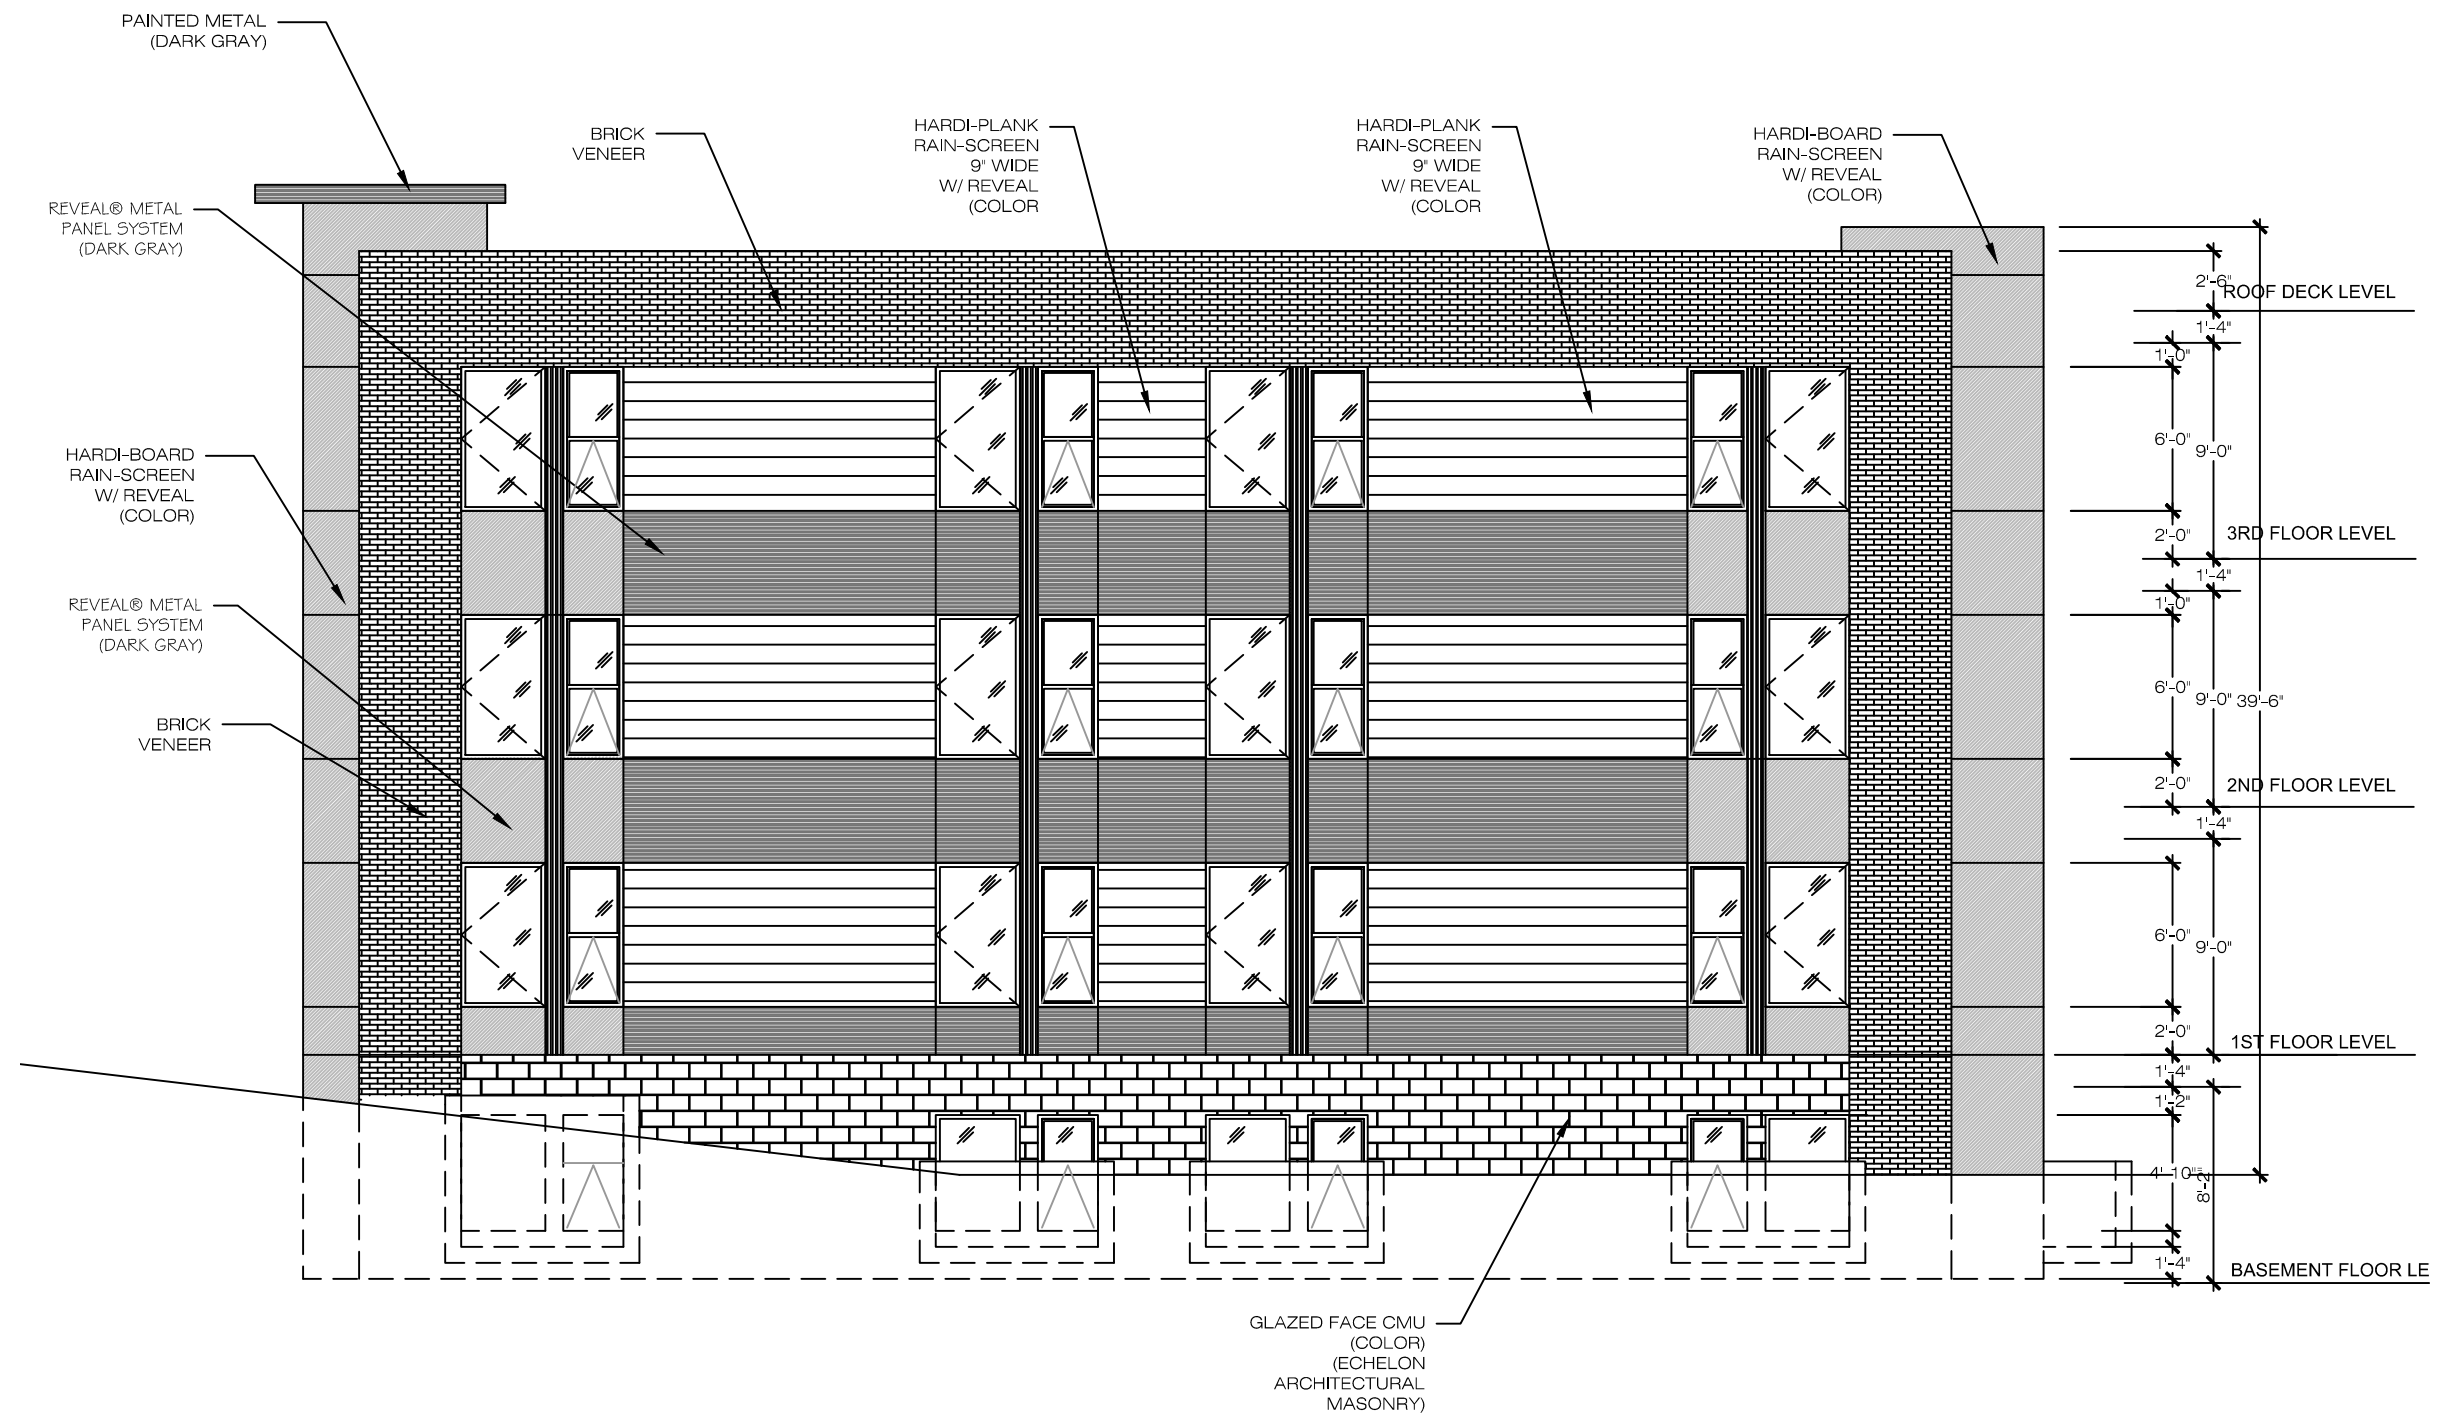 PAINTED METAL
(DARK GRAY)
BRICK
VENEER
HARDI-PLANK
RAIN-SCREEN
9" WIDE
W/ REVEAL
(COLOR
HARDI-PLANK
RAIN-SCREEN
9" WIDE
W/ REVEAL
(COLOR
HARDI-BOARD
RAIN-SCREEN
W/ REVEAL
(COLOR)
REVEAL® METAL
PANEL SYSTEM
(DARK GRAY)
HARDI-BOARD
RAIN-SCREEN
W/ REVEAL
(COLOR)
REVEAL® METAL
PANEL SYSTEM
(DARK GRAY)
BRICK
VENEER
2'-6"
ROOF DECK LEVEL
1'-4"
1'-0"
6'-0"
9'-0"
2'-0"
3RD FLOOR LEVEL
1'-4"
1'-0"
6'-0"
9'-0"
39'-6"
2'-0"
2ND FLOOR LEVEL
1'-4"
6'-0"
9'-0"
2'-0"
1ST FLOOR LEVEL
1'-4"
1'-2"
4'-10"
8'-2"
1'-4"
BASEMENT FLOOR LE
GLAZED FACE CMU
(COLOR)
(ECHELON
ARCHITECTURAL
MASONRY)